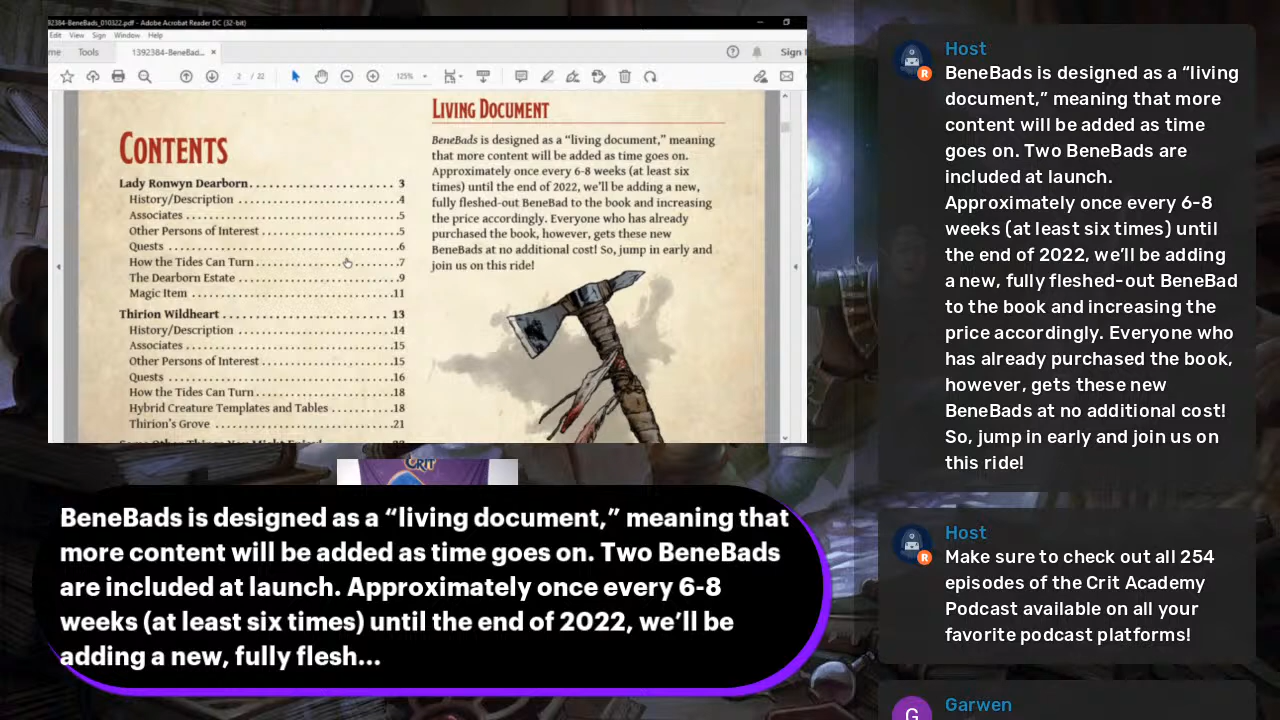 92384-BeneBads_010322.pdf - Adobe Acrobat Reader DC (32-bit)
Edit View Sign Window Help
me Tools 1392384-BeneBad... ×
Sign
2 / 22 125%
CONTENTS
Lady Ronwyn Dearborn 3
History/Description 4
Associates 5
Other Persons of Interest 5
Quests 6
How the Tides Can Turn 7
The Dearborn Estate 9
Magic Item 11
Thirion Wildheart 13
History/Description 14
Associates 15
Other Persons of Interest 15
Quests 16
How the Tides Can Turn 18
Hybrid Creature Templates and Tables 18
Thirion's Grove 21
LIVING DOCUMENT
BeneBads is designed as a “living document,” meaning
that more content will be added as time goes on.
Approximately once every 6-8 weeks (at least six
times) until the end of 2022, we’ll be adding a new,
fully fleshed-out BeneBad to the book and increasing
the price accordingly. Everyone who has already
purchased the book, however, gets these new
BeneBads at no additional cost! So, jump in early and
join us on this ride!
CRIT
BeneBads is designed as a “living document,” meaning that
more content will be added as time goes on. Two BeneBads
are included at launch. Approximately once every 6-8
weeks (at least six times) until the end of 2022, we’ll be
adding a new, fully flesh...
Host
BeneBads is designed as a “living
document,” meaning that more
content will be added as time
goes on. Two BeneBads are
included at launch.
Approximately once every 6-8
weeks (at least six times) until
the end of 2022, we’ll be adding
a new, fully fleshed-out BeneBad
to the book and increasing the
price accordingly. Everyone who
has already purchased the book,
however, gets these new
BeneBads at no additional cost!
So, jump in early and join us on
this ride!
Host
Make sure to check out all 254
episodes of the Crit Academy
Podcast available on all your
favorite podcast platforms!
G
Garwen